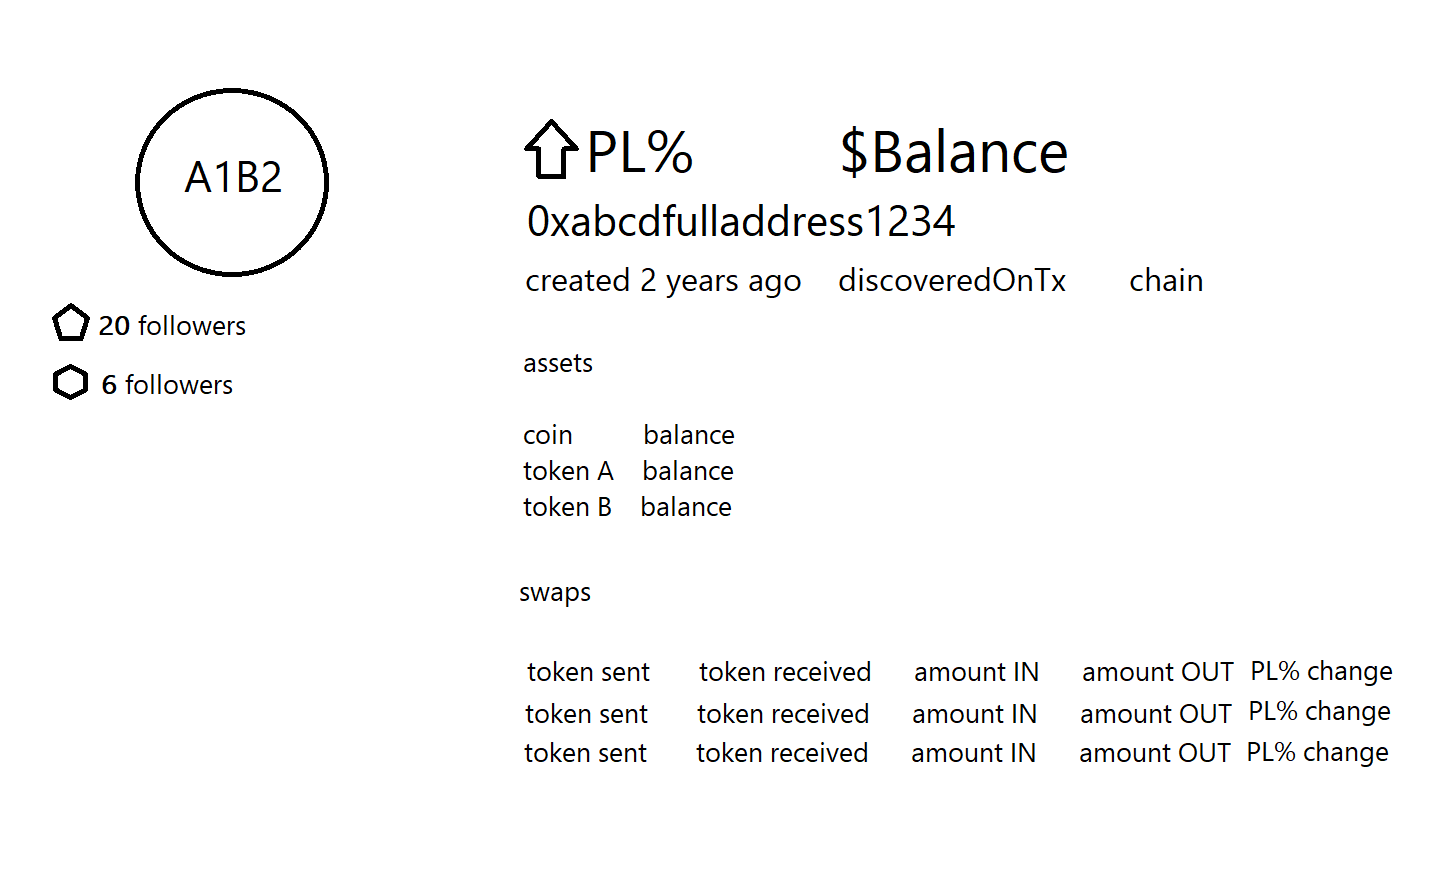 A1B2
20 followers
6 followers
PL% $Balance
0xabcdfulladdress1234
created 2 years ago discoveredOnTx chain
assets
coin balance
token A balance
token B balance
swaps
token sent token received amount IN amount OUT PL% change
token sent token received amount IN amount OUT PL% change
token sent token received amount IN amount OUT PL% change